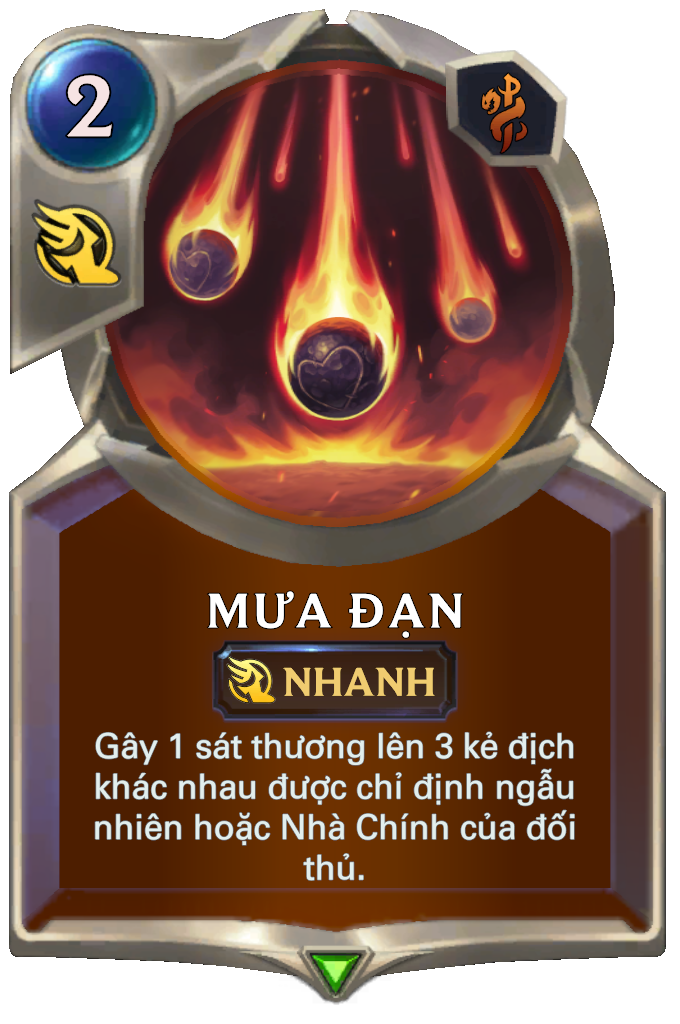 2
MƯA ĐẠN
NHANH
Gây 1 sát thương lên 3 kẻ địch
khác nhau được chỉ định ngẫu
nhiên hoặc Nhà Chính của đối
thủ.